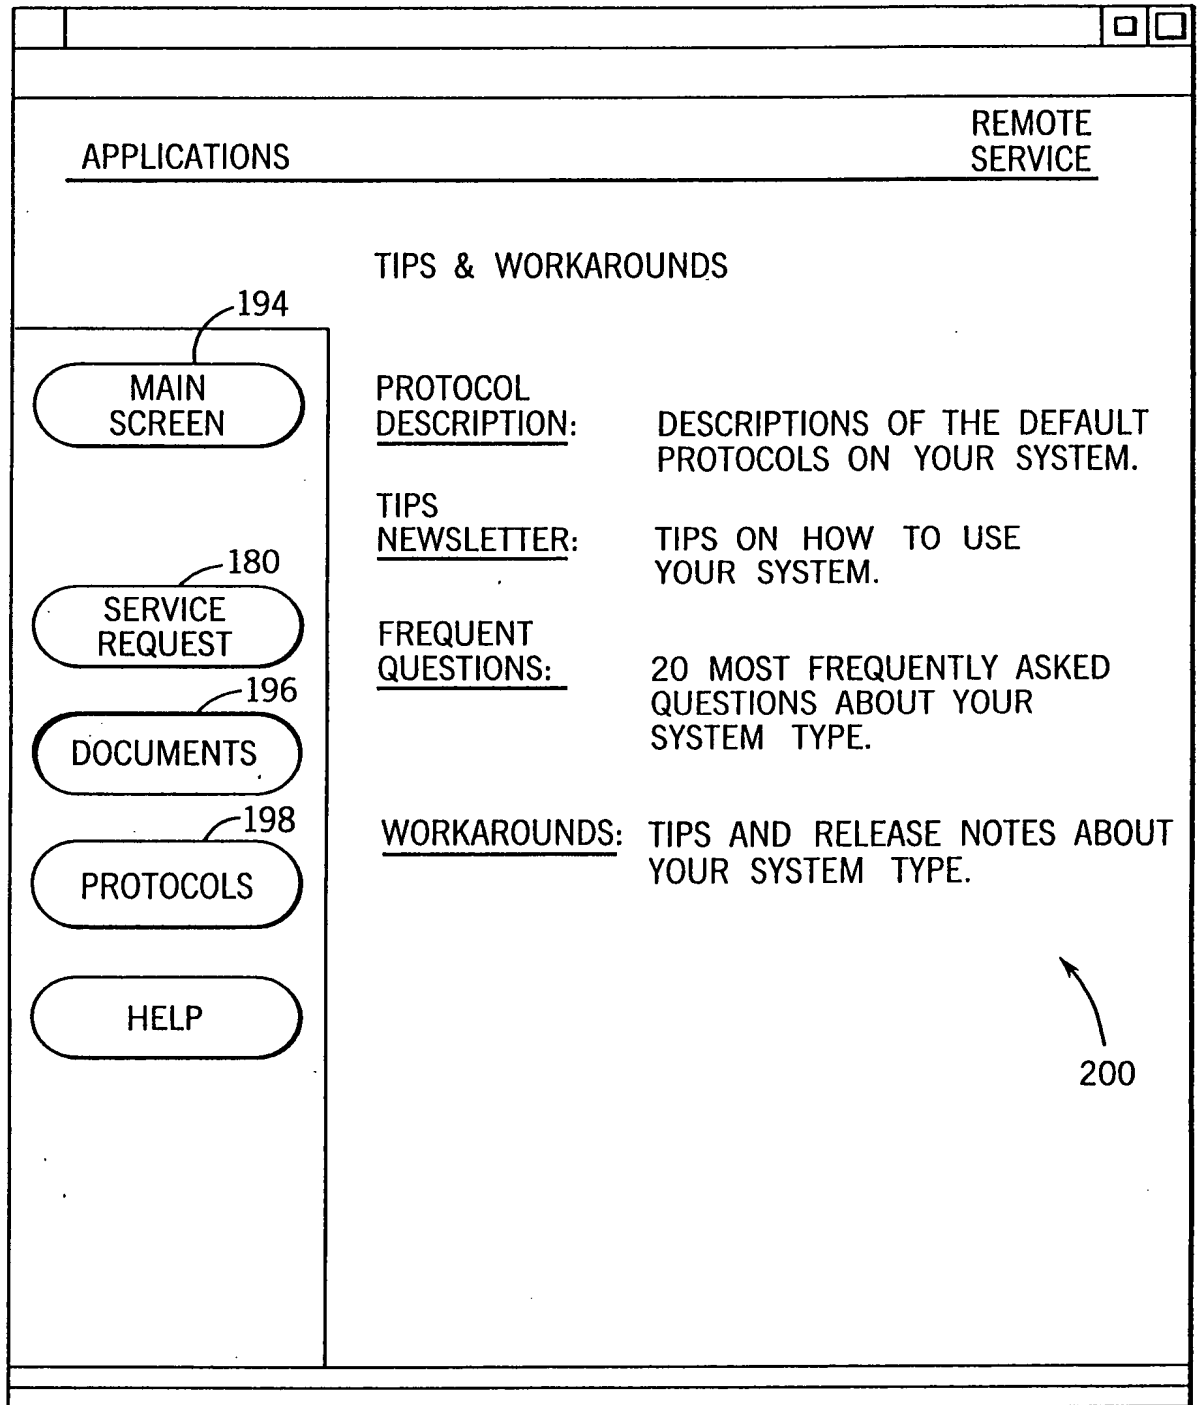 REMOTE
SERVICE
APPLICATIONS
TIPS & WORKAROUNDS
194
MAIN
SCREEN
180
SERVICE
REQUEST
196
DOCUMENTS
198
PROTOCOLS
HELP
PROTOCOL
DESCRIPTION: DESCRIPTIONS OF THE DEFAULT
PROTOCOLS ON YOUR SYSTEM.
TIPS
NEWSLETTER: TIPS ON HOW TO USE
YOUR SYSTEM.
FREQUENT
QUESTIONS: 20 MOST FREQUENTLY ASKED
QUESTIONS ABOUT YOUR
SYSTEM TYPE.
WORKAROUNDS: TIPS AND RELEASE NOTES ABOUT
YOUR SYSTEM TYPE.
200